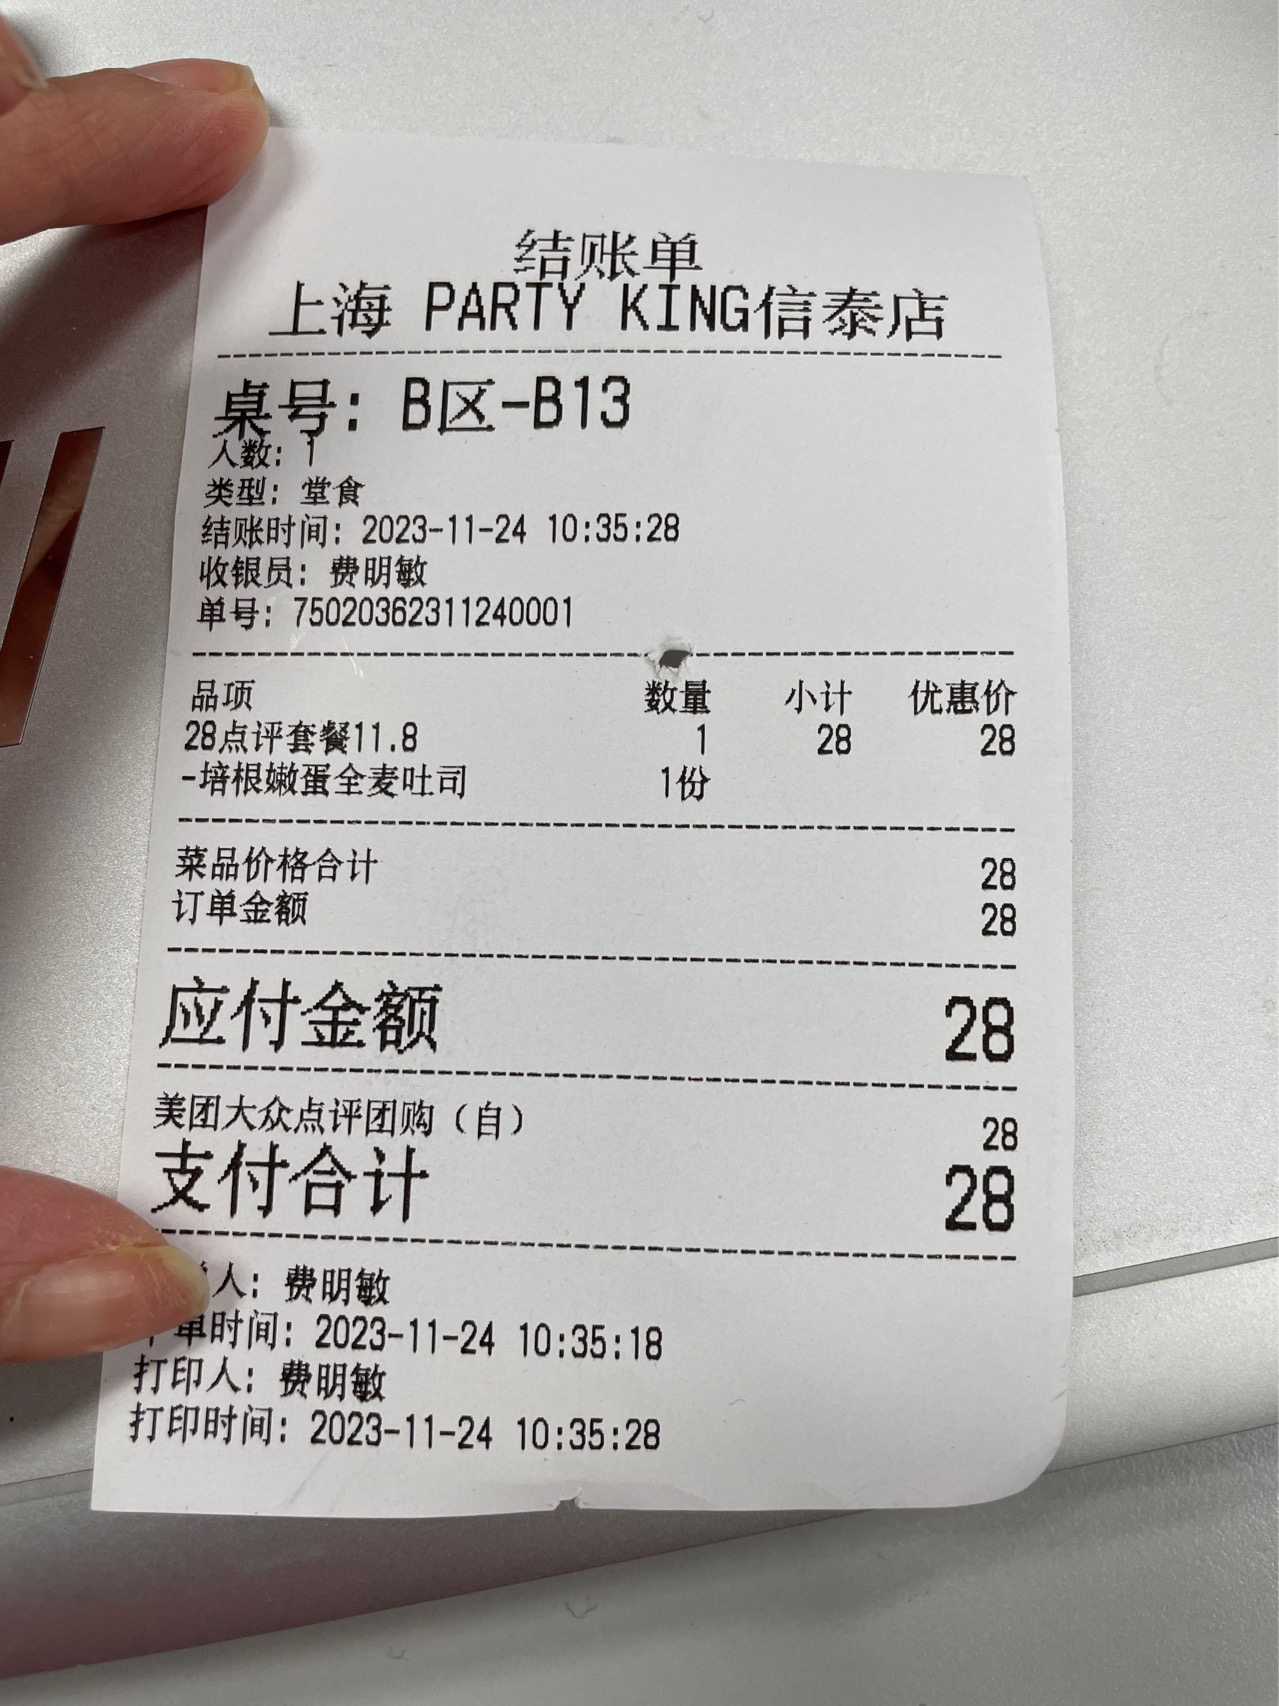 结账单
上海 PARTY KING信泰店
桌号: B区-B13
人数: 1
类型: 堂食
结账时间: 2023-11-24 10:35:28
收银员: 费明敏
单号: 75020362311240001
品项 数量 小计 优惠价
28点评套餐11.8 1 28 28
-培根嫩蛋全麦吐司 1份
菜品价格合计 28
订单金额 28
应付金额 28
美团大众点评团购（自） 28
支付合计 28
人: 费明敏
单时间: 2023-11-24 10:35:18
打印人: 费明敏
打印时间: 2023-11-24 10:35:28